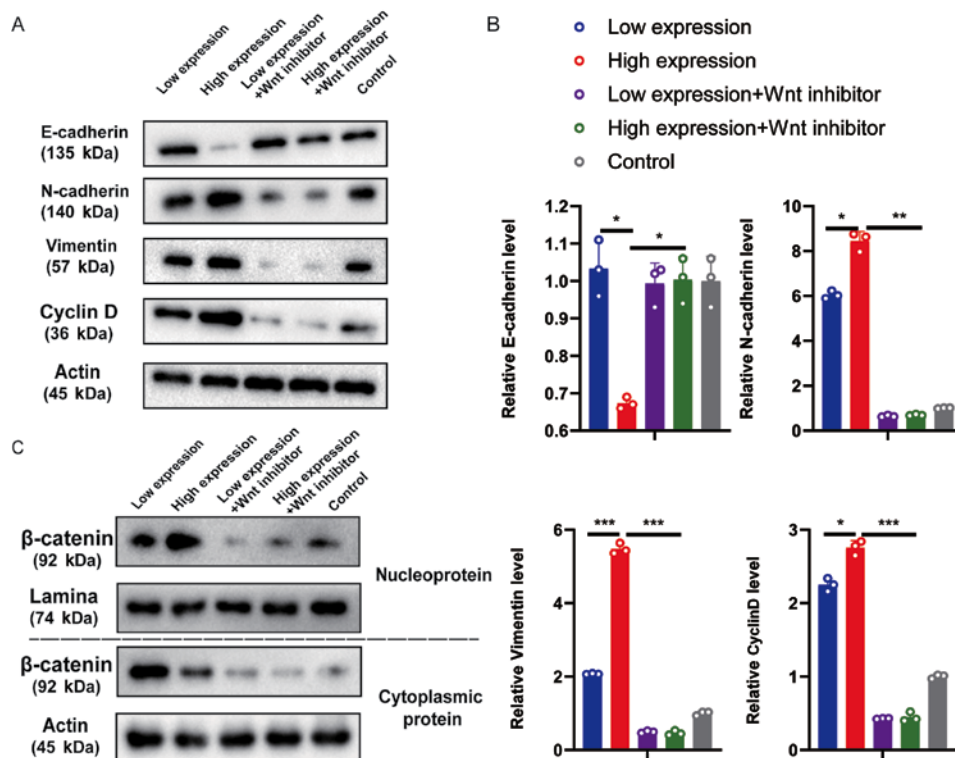 A
Low expression
High expression
Low expression
+Wnt inhibitor
High expression
+Wnt inhibitor
Control
E-cadherin
(135 kDa)
N-cadherin
(140 kDa)
Vimentin
(57 kDa)
Cyclin D
(36 kDa)
Actin
(45 kDa)
B
Low expression
High expression
Low expression+Wnt inhibitor
High expression+Wnt inhibitor
Control
Relative E-cadherin level
1.2
1.1
1.0
0.9
0.8
0.7
0.6
*
*
Relative N-cadherin level
10
8
6
4
2
0
*
**
C
Low expression
High expression
Low expression
+Wnt inhibitor
High expression
+Wnt inhibitor
Control
β-catenin
(92 kDa)
Lamina
(74 kDa)
Nucleoprotein
β-catenin
(92 kDa)
Actin
(45 kDa)
Cytoplasmic
protein
Relative Vimentin level
6
4
2
0
***
***
Relative CyclinD level
3
2
1
0
*
***